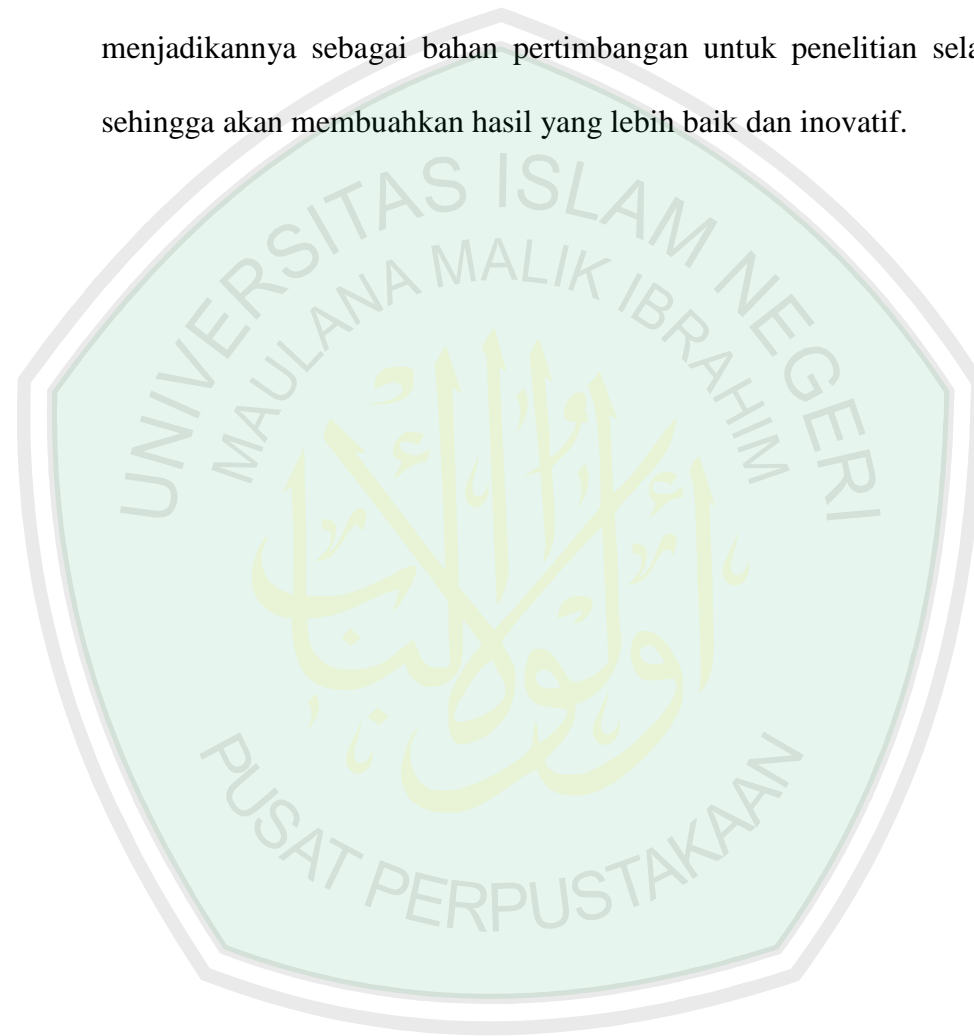 menjadikannya sebagai bahan pertimbangan untuk penelitian sela
sehingga akan membuahkan hasil yang lebih baik dan inovatif.
UNIVERSITAS ISLAM NEGERI
MAULANA MALIK IBRAHIM
PUSAT PERPUSTAKAAN